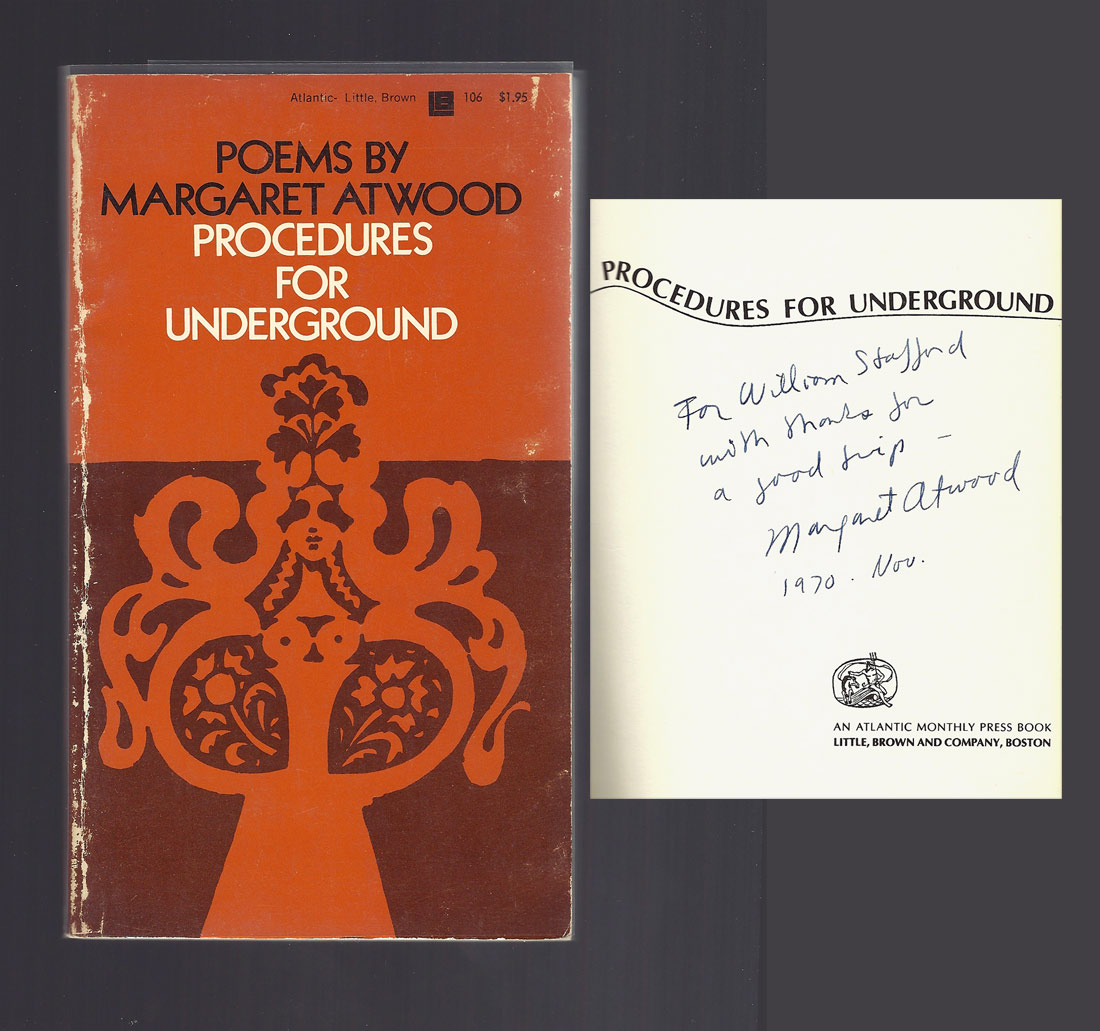 Atlantic- Little, Brown LB 106 $1.95
POEMS BY
MARGARET ATWOOD
PROCEDURES
FOR
UNDERGROUND
PROCEDURES FOR UNDERGROUND
For William Stafford
with thanks for
a good trip –
Margaret Atwood
1970 . Nov.
AN ATLANTIC MONTHLY PRESS BOOK
LITTLE, BROWN AND COMPANY, BOSTON